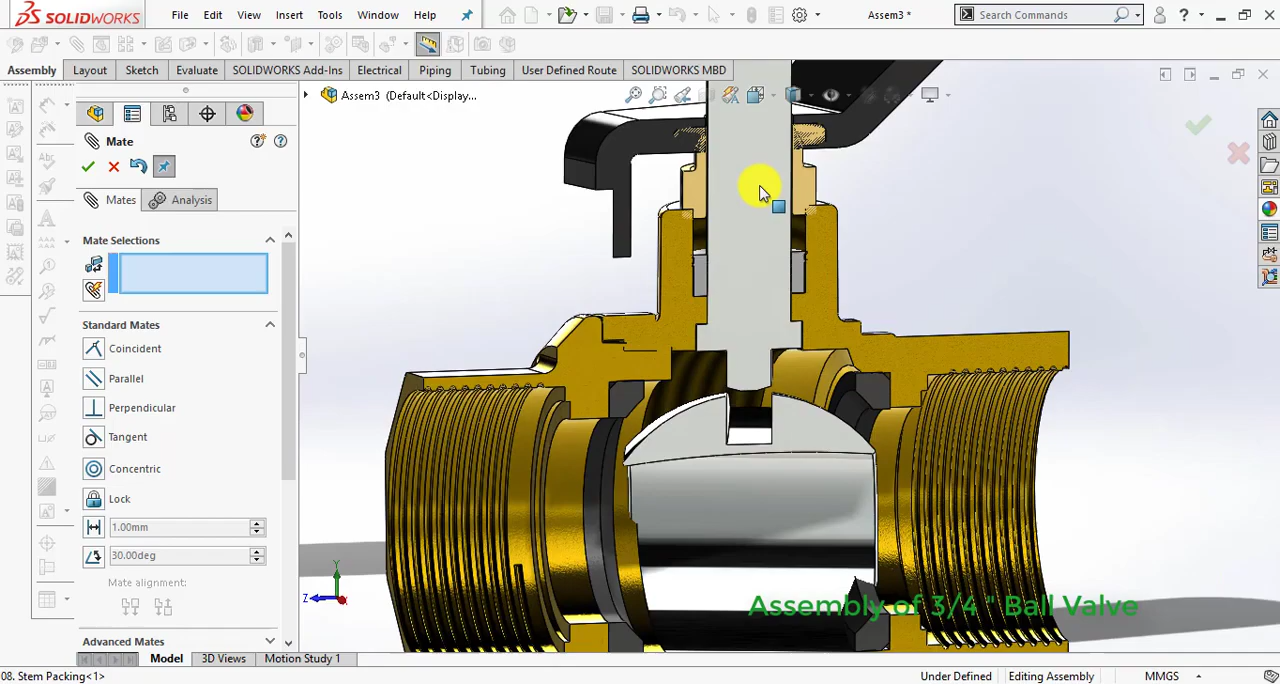 SOLIDWORKS
File Edit View Insert Tools Window Help
Assem3 *
Search Commands
Assembly Layout Sketch Evaluate SOLIDWORKS Add-Ins Electrical Piping Tubing User Defined Route SOLIDWORKS MBD
Assem3 (Default<Display...
Mate
Mates Analysis
Mate Selections
Standard Mates
Coincident
Parallel
Perpendicular
Tangent
Concentric
Lock
1.00mm
30.00deg
Mate alignment:
Advanced Mates
Y
Z
X
Assembly of 3/4 " Ball Valve
Model 3D Views Motion Study 1
08. Stem Packing<1>
Under Defined Editing Assembly MMGS